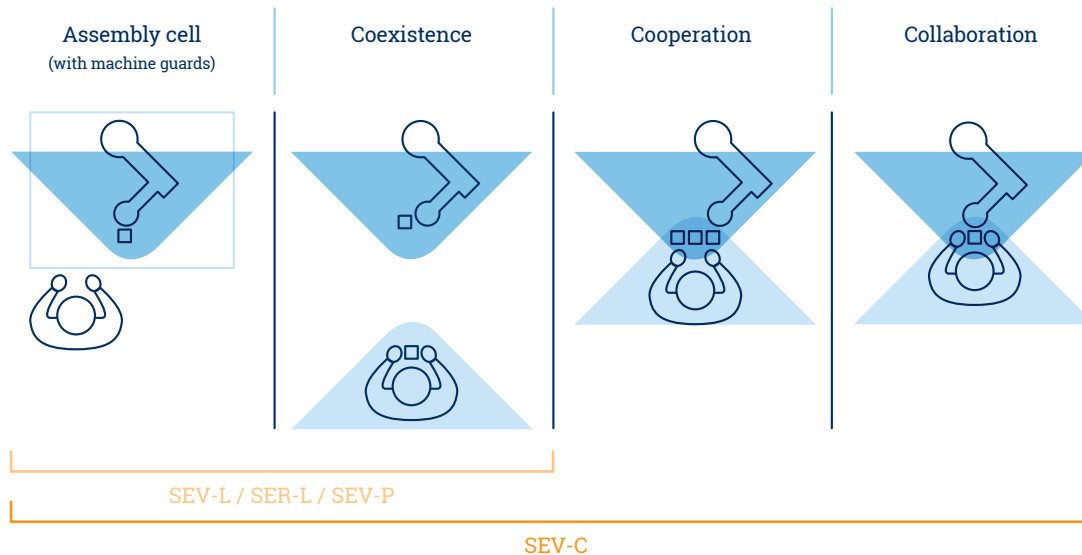 Assembly cell
(with machine guards)
Coexistence
Cooperation
Collaboration
SEV-L / SER-L / SEV-P
SEV-C